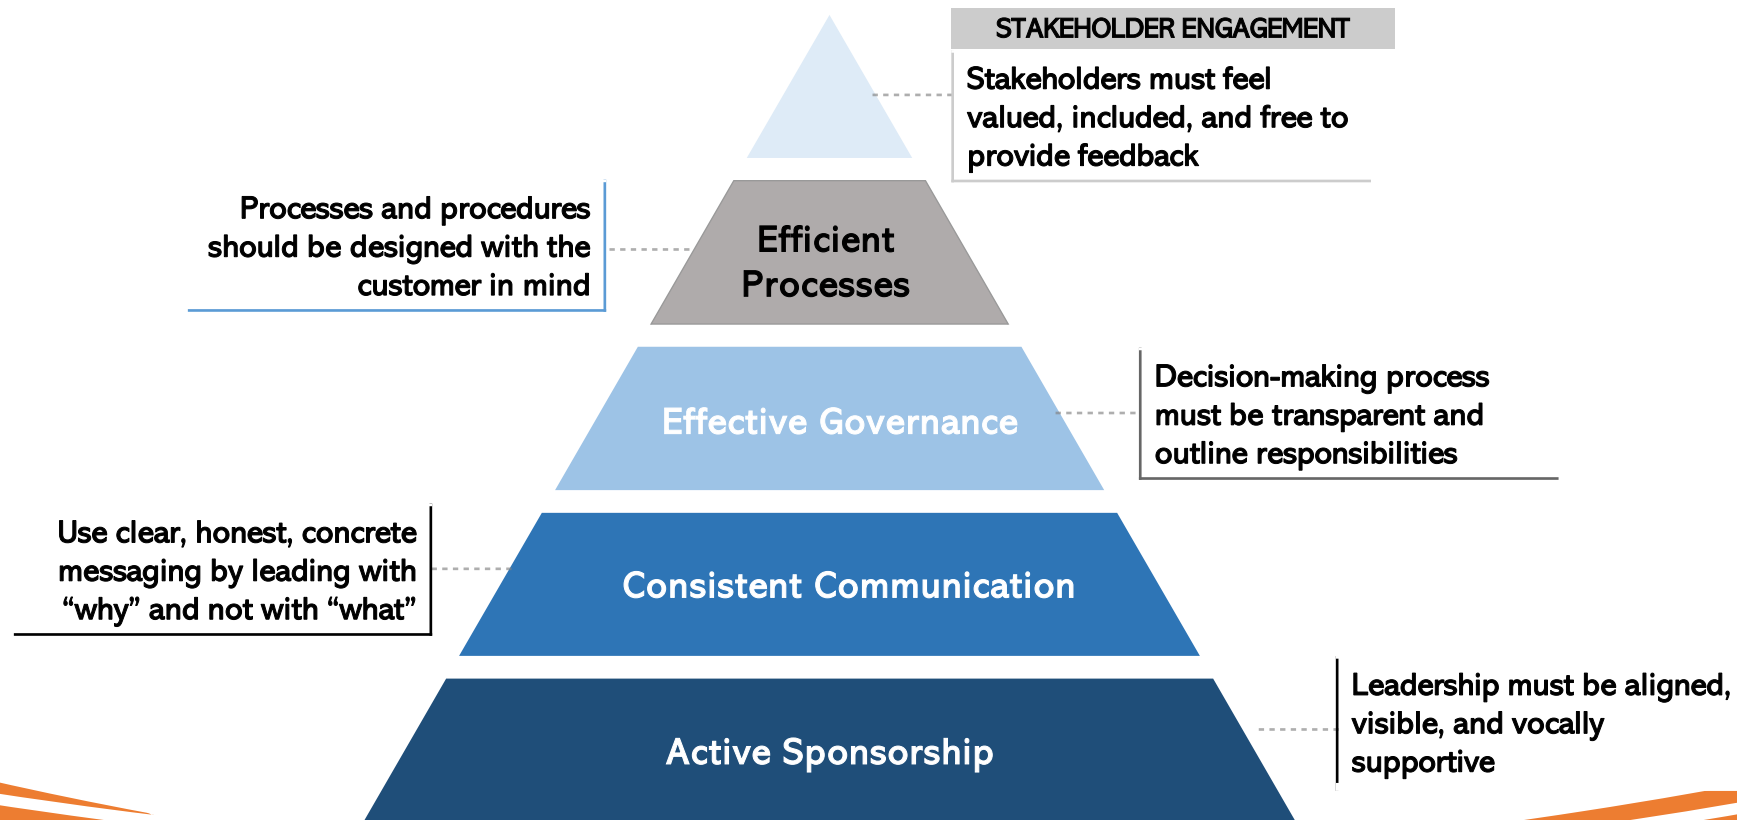 STAKEHOLDER ENGAGEMENT
Stakeholders must feel
valued, included, and free to
provide feedback
Processes and procedures
should be designed with the
customer in mind
Efficient
Processes
Effective Governance
Decision-making process
must be transparent and
outline responsibilities
Use clear, honest, concrete
messaging by leading with
“why” and not with “what”
Consistent Communication
Active Sponsorship
Leadership must be aligned,
visible, and vocally
supportive